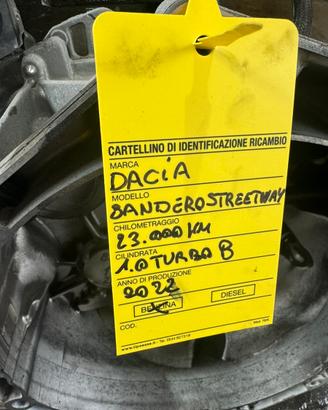 CARTELLINO DI IDENTIFICAZIONE RICAMBIO
MARCA
DACIA
MODELLO
SANDEROSTREETWAY
CHILOMETRAGGIO
23.000 KM
CILINDRATA
1.0 TURBO B
ANNO DI PRODUZIONE
2022
BENZINA DIESEL
COD.